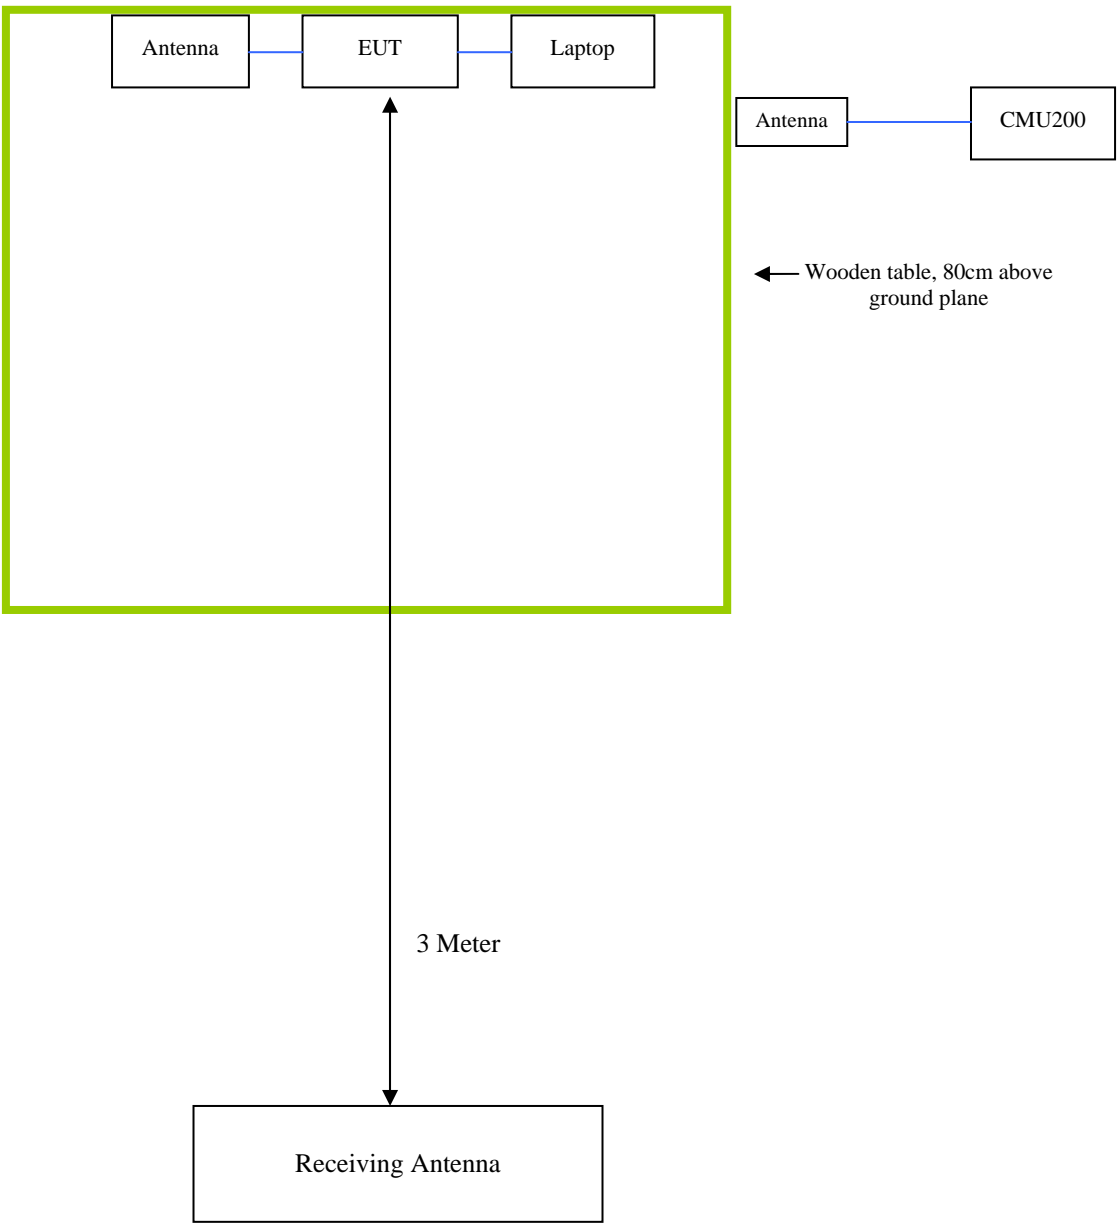 Antenna
EUT
Laptop
Antenna
CMU200
Wooden table, 80cm above
ground plane
3 Meter
Receiving Antenna